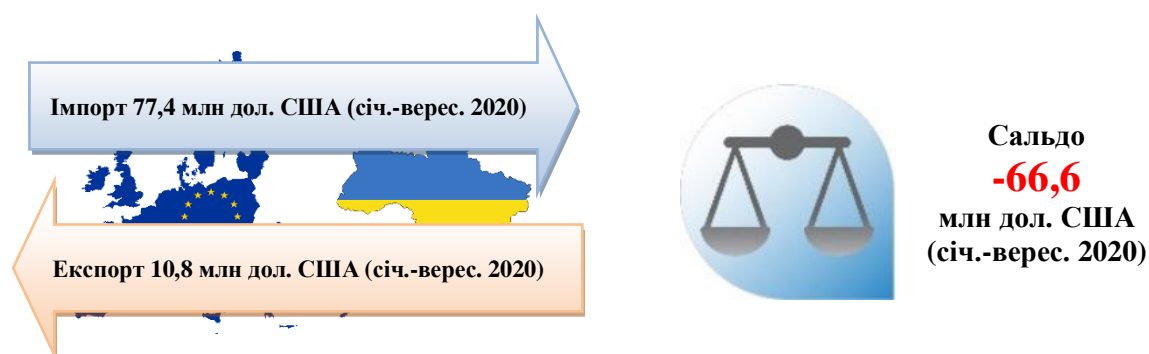 Імпорт 77,4 млн дол. США (січ.-верес. 2020)
Експорт 10,8 млн дол. США (січ.-верес. 2020)
Сальдо
-66,6
млн дол. США
(січ.-верес. 2020)